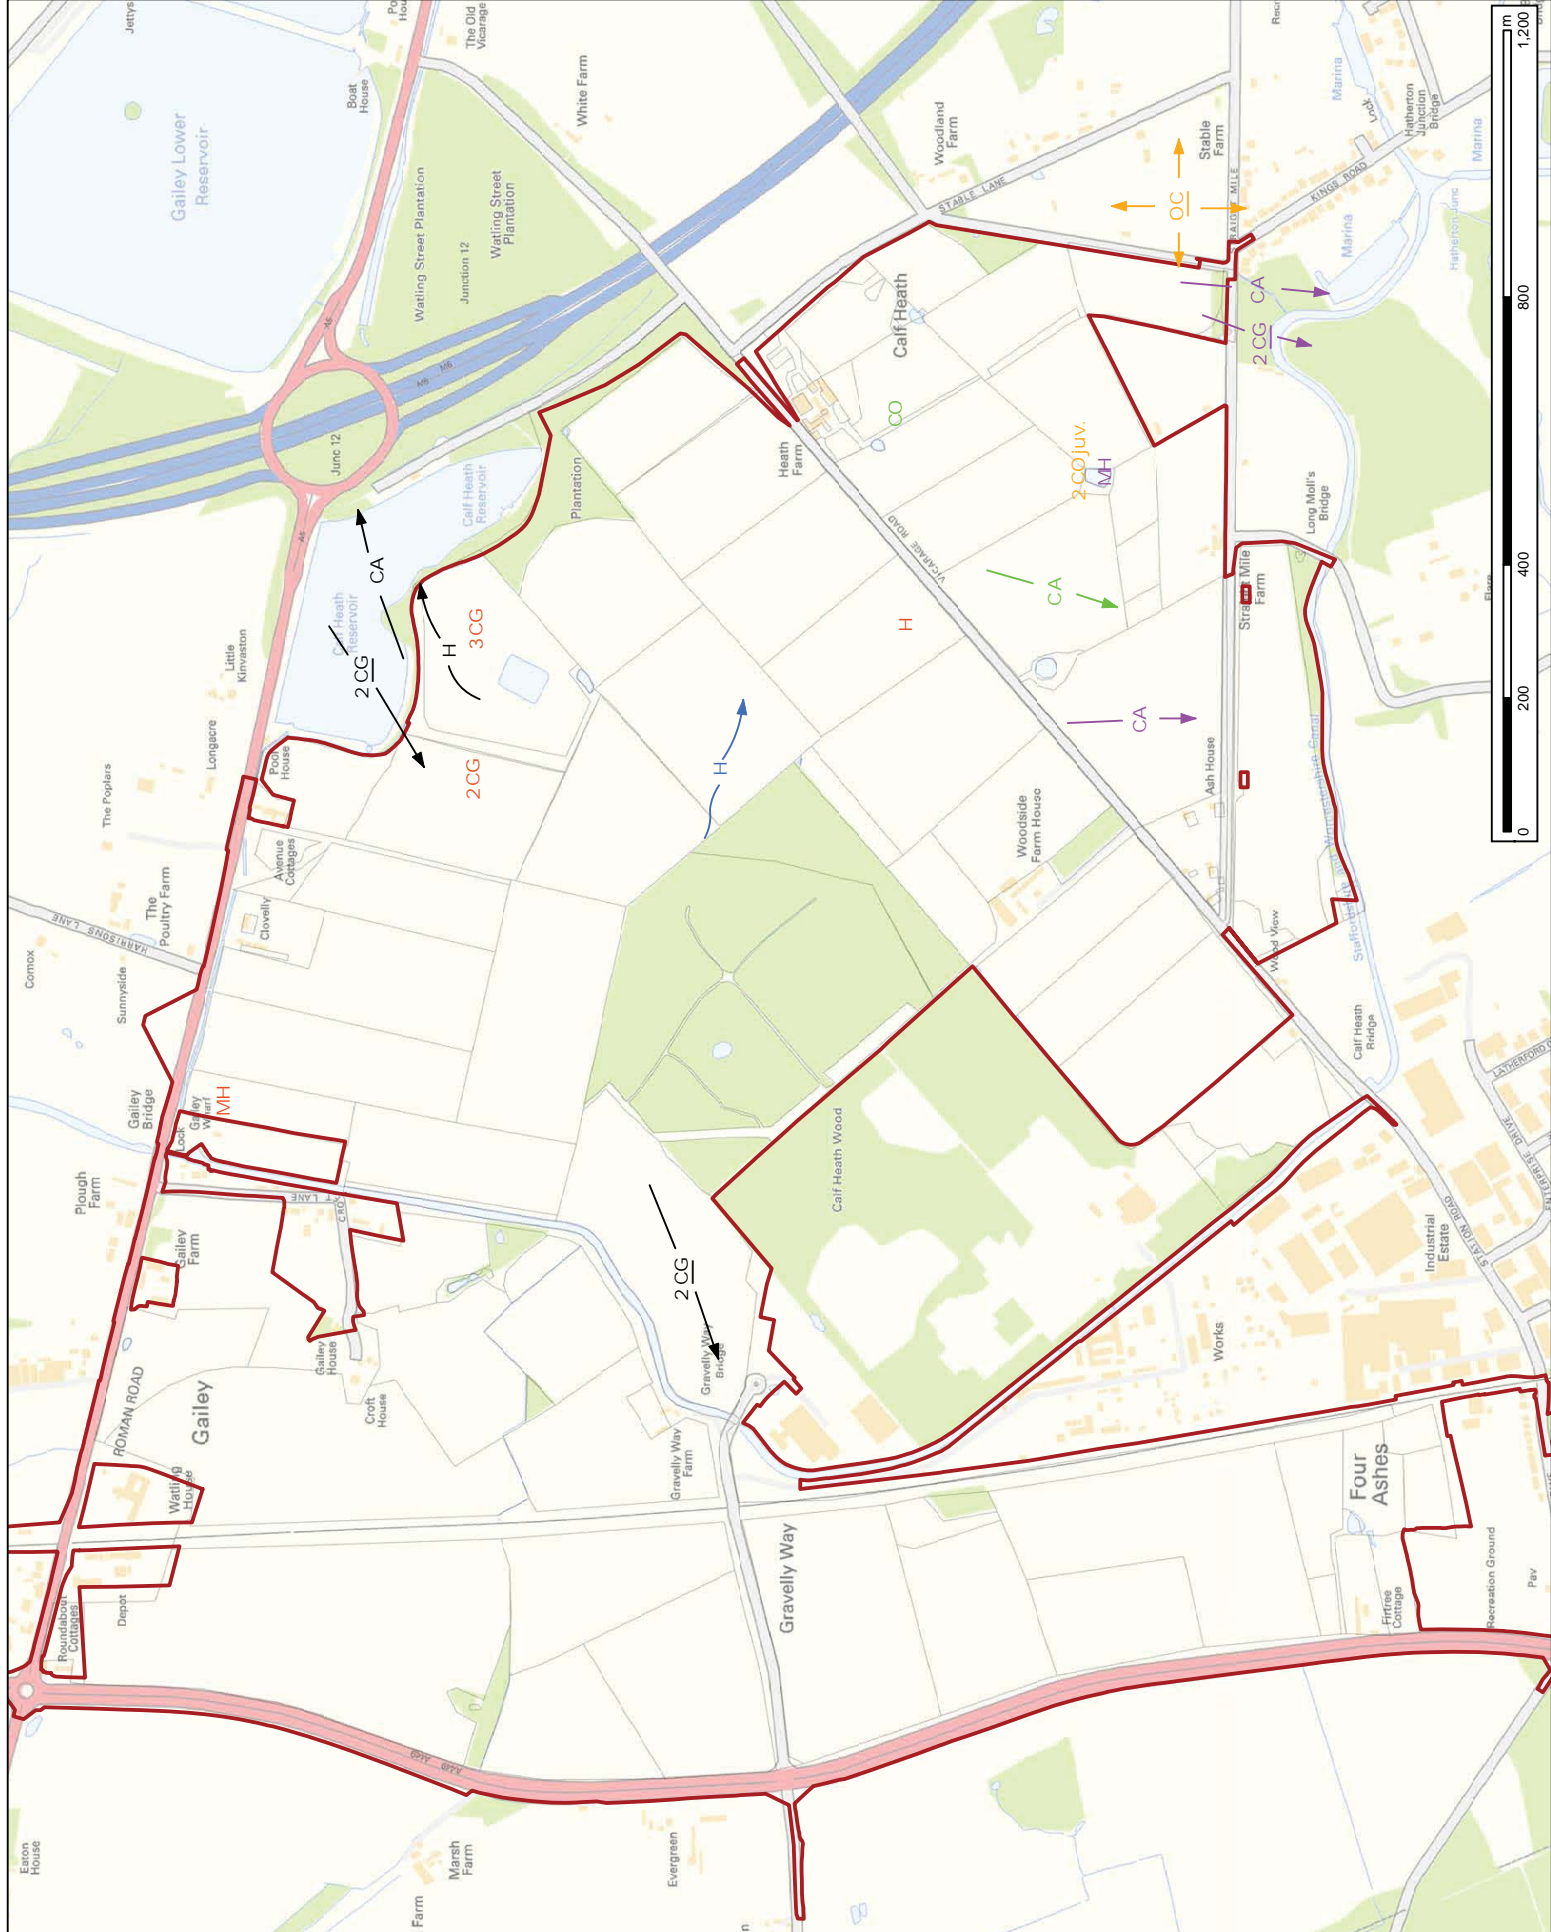 Jettys
Gailey Lower
Reservoir
Boat
House
The Old
Vicarage
White Farm
Watling Street Plantation
Junction 12
Watling Street
Plantation
Woodland
Farm
Stable
Farm
STABLE LANE
KINGS ROAD
Marina
Lock
Hatherton
Junction
Bridge
Marina
Marina
Hatherton Junc
A5
M6
Junc 12
A5
Calf Heath
Reservoir
Calf Heath
Reservoir
Plantation
Heath
Farm
Calf Heath
VICARAGE ROAD
Long Moll's
Bridge
Straight Mile
Farm
Little
Kinvaston
Longacre
The Poplars
Pool
House
Avenue
Cottages
The
Poultry Farm
HARRISONS LANE
Clovelly
Comox
Sunnyside
Gailey
Bridge
Gailey
Wharf
Lock
Plough
Farm
Gailey
Farm
CROFT LANE
Gailey
House
Croft
House
ROMAN ROAD
Gailey
Watling
House
Roundabout
Cottages
Depot
Eaton
House
Marsh
Farm
Farm
A449
A449
Evergreen
Gravelly Way
Gravelly Way
Farm
Gravelly Way
Bridge
Calf Heath Wood
Woodside
Farm House
Ash House
Wood View
Staffordshire and Worcestershire Canal
Calf Heath
Bridge
Industrial
Estate
STATION ROAD
ENTERPRISE DRIVE
Works
Four
Ashes
Firtree
Cottage
Recreation Ground
Pav
2 CG
CA
H
3 CG
2 CG
H
H
MH
2 CG
CO
2 CO juv.
MH
CA
CA
OC
CA
2 CG
0
200
400
800
1,200
m